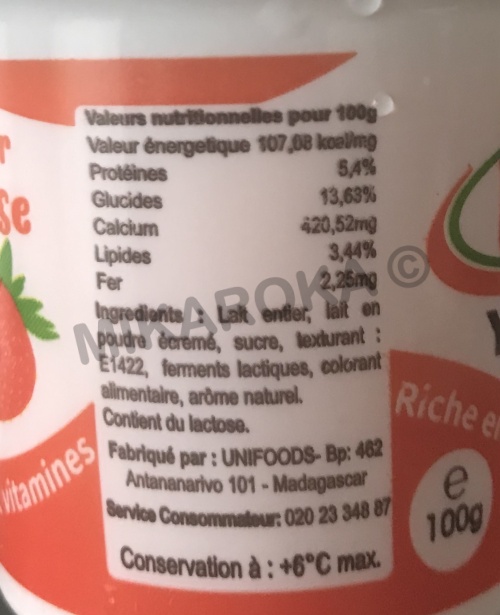 Valeurs nutritionnelles pour 100g
Valeur énergetique 107,08 kcal/mg
Protéines 5,4%
Glucides 13,63%
Calcium 420,52mg
Lipides 3,44%
Fer 2,25mg
Ingredients : Lait entier, lait en
poudre écremé, sucre, texturant :
E1422, ferments lactiques, colorant
alimentaire, arôme naturel.
Contient du lactose.
Fabriqué par : UNIFOODS- Bp: 462
Antananarivo 101 - Madagascar
Service Consommateur: 020 23 348 87
Conservation à : +6°C max.
MIKAROKA ©
vitamines
Riche e
e
100g